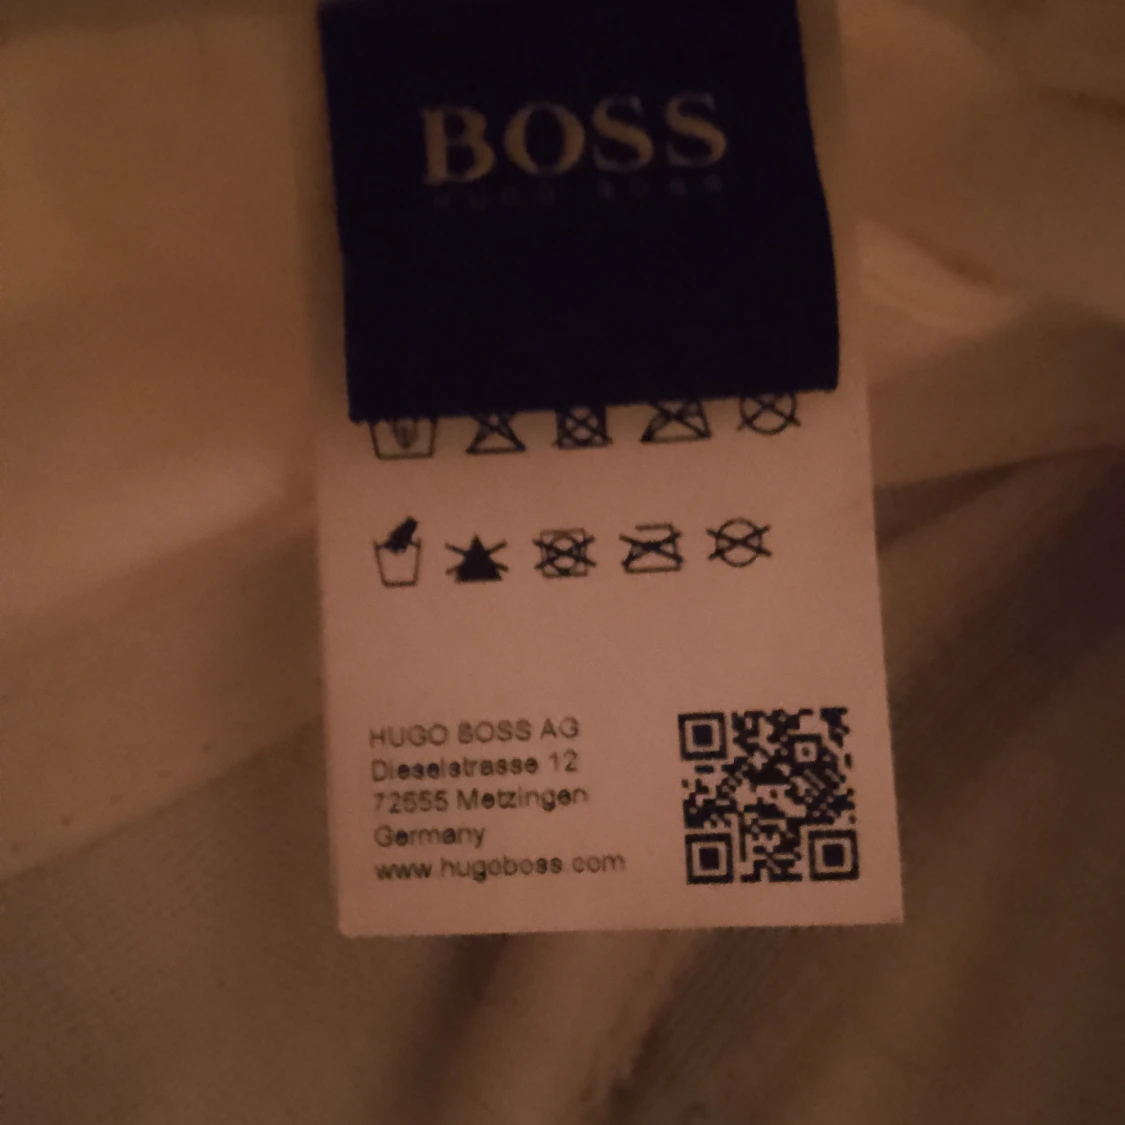 BOSS
HUGO BOSS
HUGO BOSS AG
Dieselstrasse 12
72555 Metzingen
Germany
www.hugoboss.com